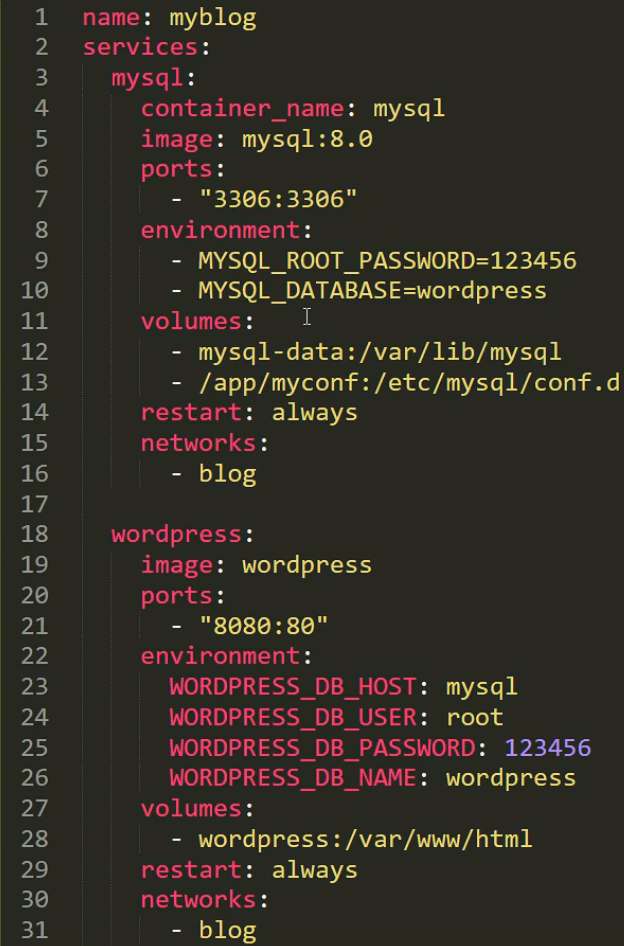 1 name: myblog
2 services:
3   mysql:
4     container_name: mysql
5     image: mysql:8.0
6     ports:
7       - "3306:3306"
8     environment:
9       - MYSQL_ROOT_PASSWORD=123456
10       - MYSQL_DATABASE=wordpress
11     volumes:
12       - mysql-data:/var/lib/mysql
13       - /app/myconf:/etc/mysql/conf.d
14     restart: always
15     networks:
16       - blog
17
18   wordpress:
19     image: wordpress
20     ports:
21       - "8080:80"
22     environment:
23       WORDPRESS_DB_HOST: mysql
24       WORDPRESS_DB_USER: root
25       WORDPRESS_DB_PASSWORD: 123456
26       WORDPRESS_DB_NAME: wordpress
27     volumes:
28       - wordpress:/var/www/html
29     restart: always
30     networks:
31       - blog